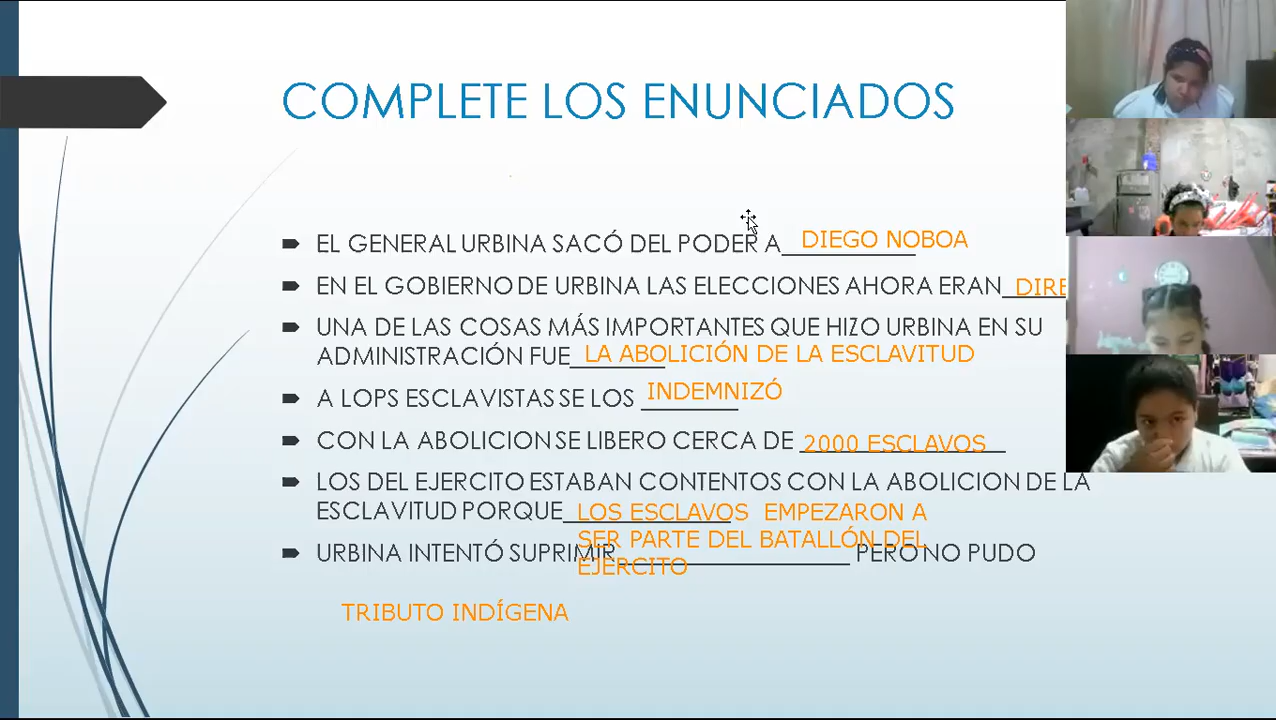 COMPLETE LOS ENUNCIADOS
EL GENERAL URBINA SACÓ DEL PODER A DIEGO NOBOA
EN EL GOBIERNO DE URBINA LAS ELECCIONES AHORA ERAN DIRE
UNA DE LAS COSAS MÁS IMPORTANTES QUE HIZO URBINA EN SU
ADMINISTRACIÓN FUE LA ABOLICIÓN DE LA ESCLAVITUD
A LOPS ESCLAVISTAS SE LOS INDEMNIZÓ
CON LA ABOLICION SE LIBERO CERCA DE 2000 ESCLAVOS
LOS DEL EJERCITO ESTABAN CONTENTOS CON LA ABOLICION DE LA
ESCLAVITUD PORQUE LOS ESCLAVOS EMPEZARON A
SER PARTE DEL BATALLÓN DEL
EJERCITO
URBINA INTENTÓ SUPRIMIR PERO NO PUDO
TRIBUTO INDÍGENA